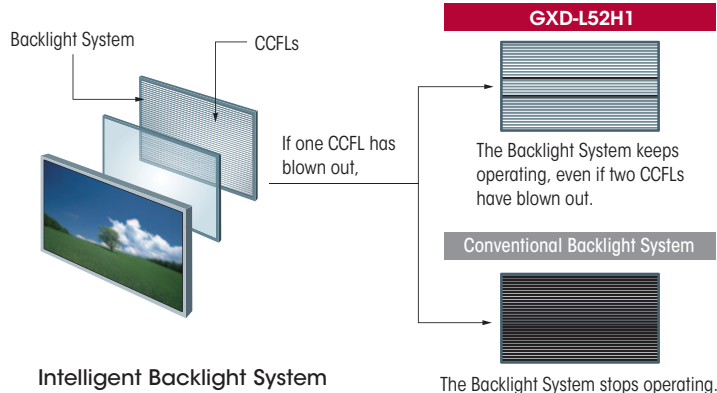 Backlight System
CCFLs
If one CCFL has
blown out,
GXD-L52H1
The Backlight System keeps
operating, even if two CCFLs
have blown out.
Conventional Backlight System
The Backlight System stops operating.
Intelligent Backlight System